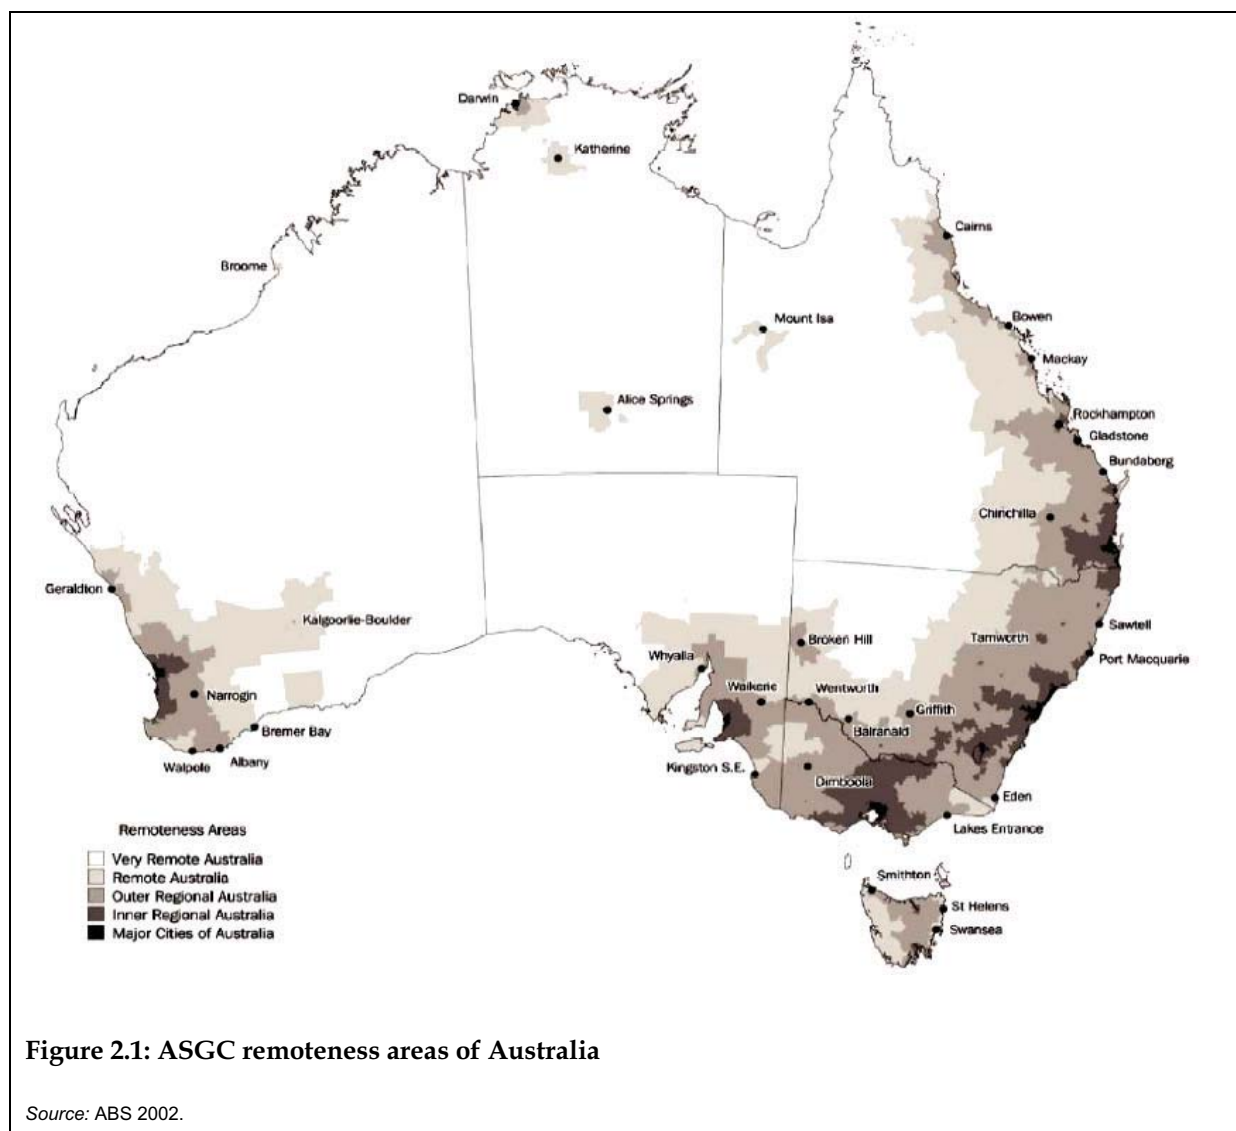 Darwin
Katherine
Cairns
Broome
Mount Isa
Bowen
Mackay
Alice Springs
Rockhampton
Gladstone
Bundaberg
Chinchilla
Geraldton
Kalgoorlie-Boulder
Sawtell
Tamworth
Broken Hill
Whyalla
Port Macquarie
Narrogin
Waikerie
Wentworth
Griffith
Bremer Bay
Balranald
Walpole
Albany
Kingston S.E.
Dimboola
Eden
Lakes Entrance
Remoteness Areas
Very Remote Australia
Remote Australia
Outer Regional Australia
Inner Regional Australia
Major Cities of Australia
Smithton
St Helens
Swansea
Figure 2.1: ASGC remoteness areas of Australia
Source: ABS 2002.